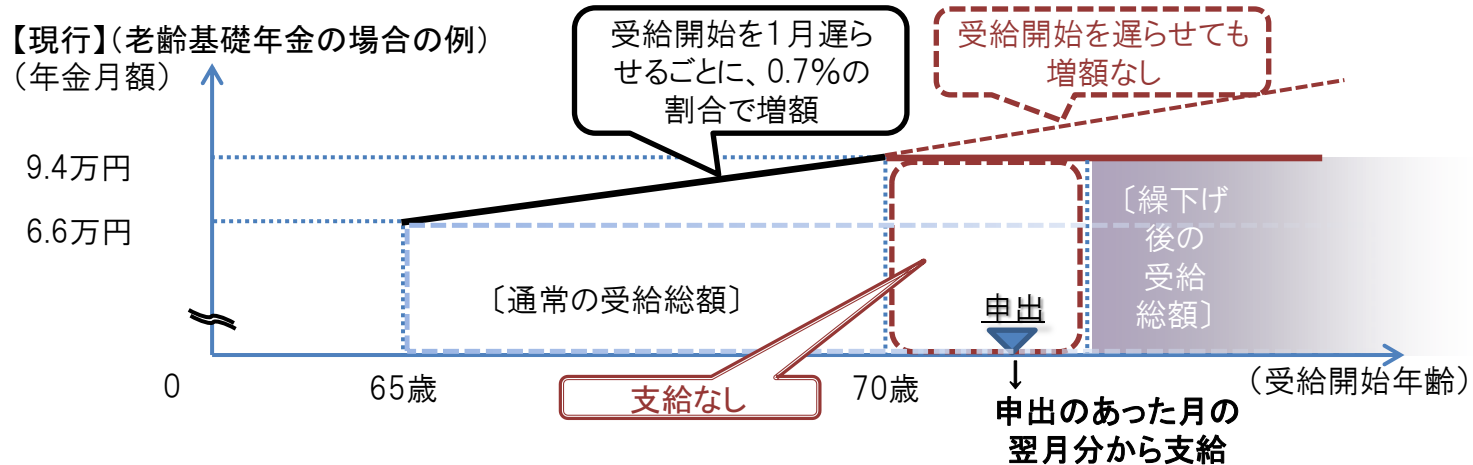 【現行】（老齢基礎年金の場合の例）
（年金月額）
受給開始を１月遅ら
せるごとに、0.7％の
割合で増額
受給開始を遅らせても
増額なし
9.4万円
6.6万円
〔通常の受給総額〕
〔繰下げ
後の
受給
総額〕
申出
0
65歳
支給なし
70歳
（受給開始年齢）
↓
申出のあった月の
翌月分から支給